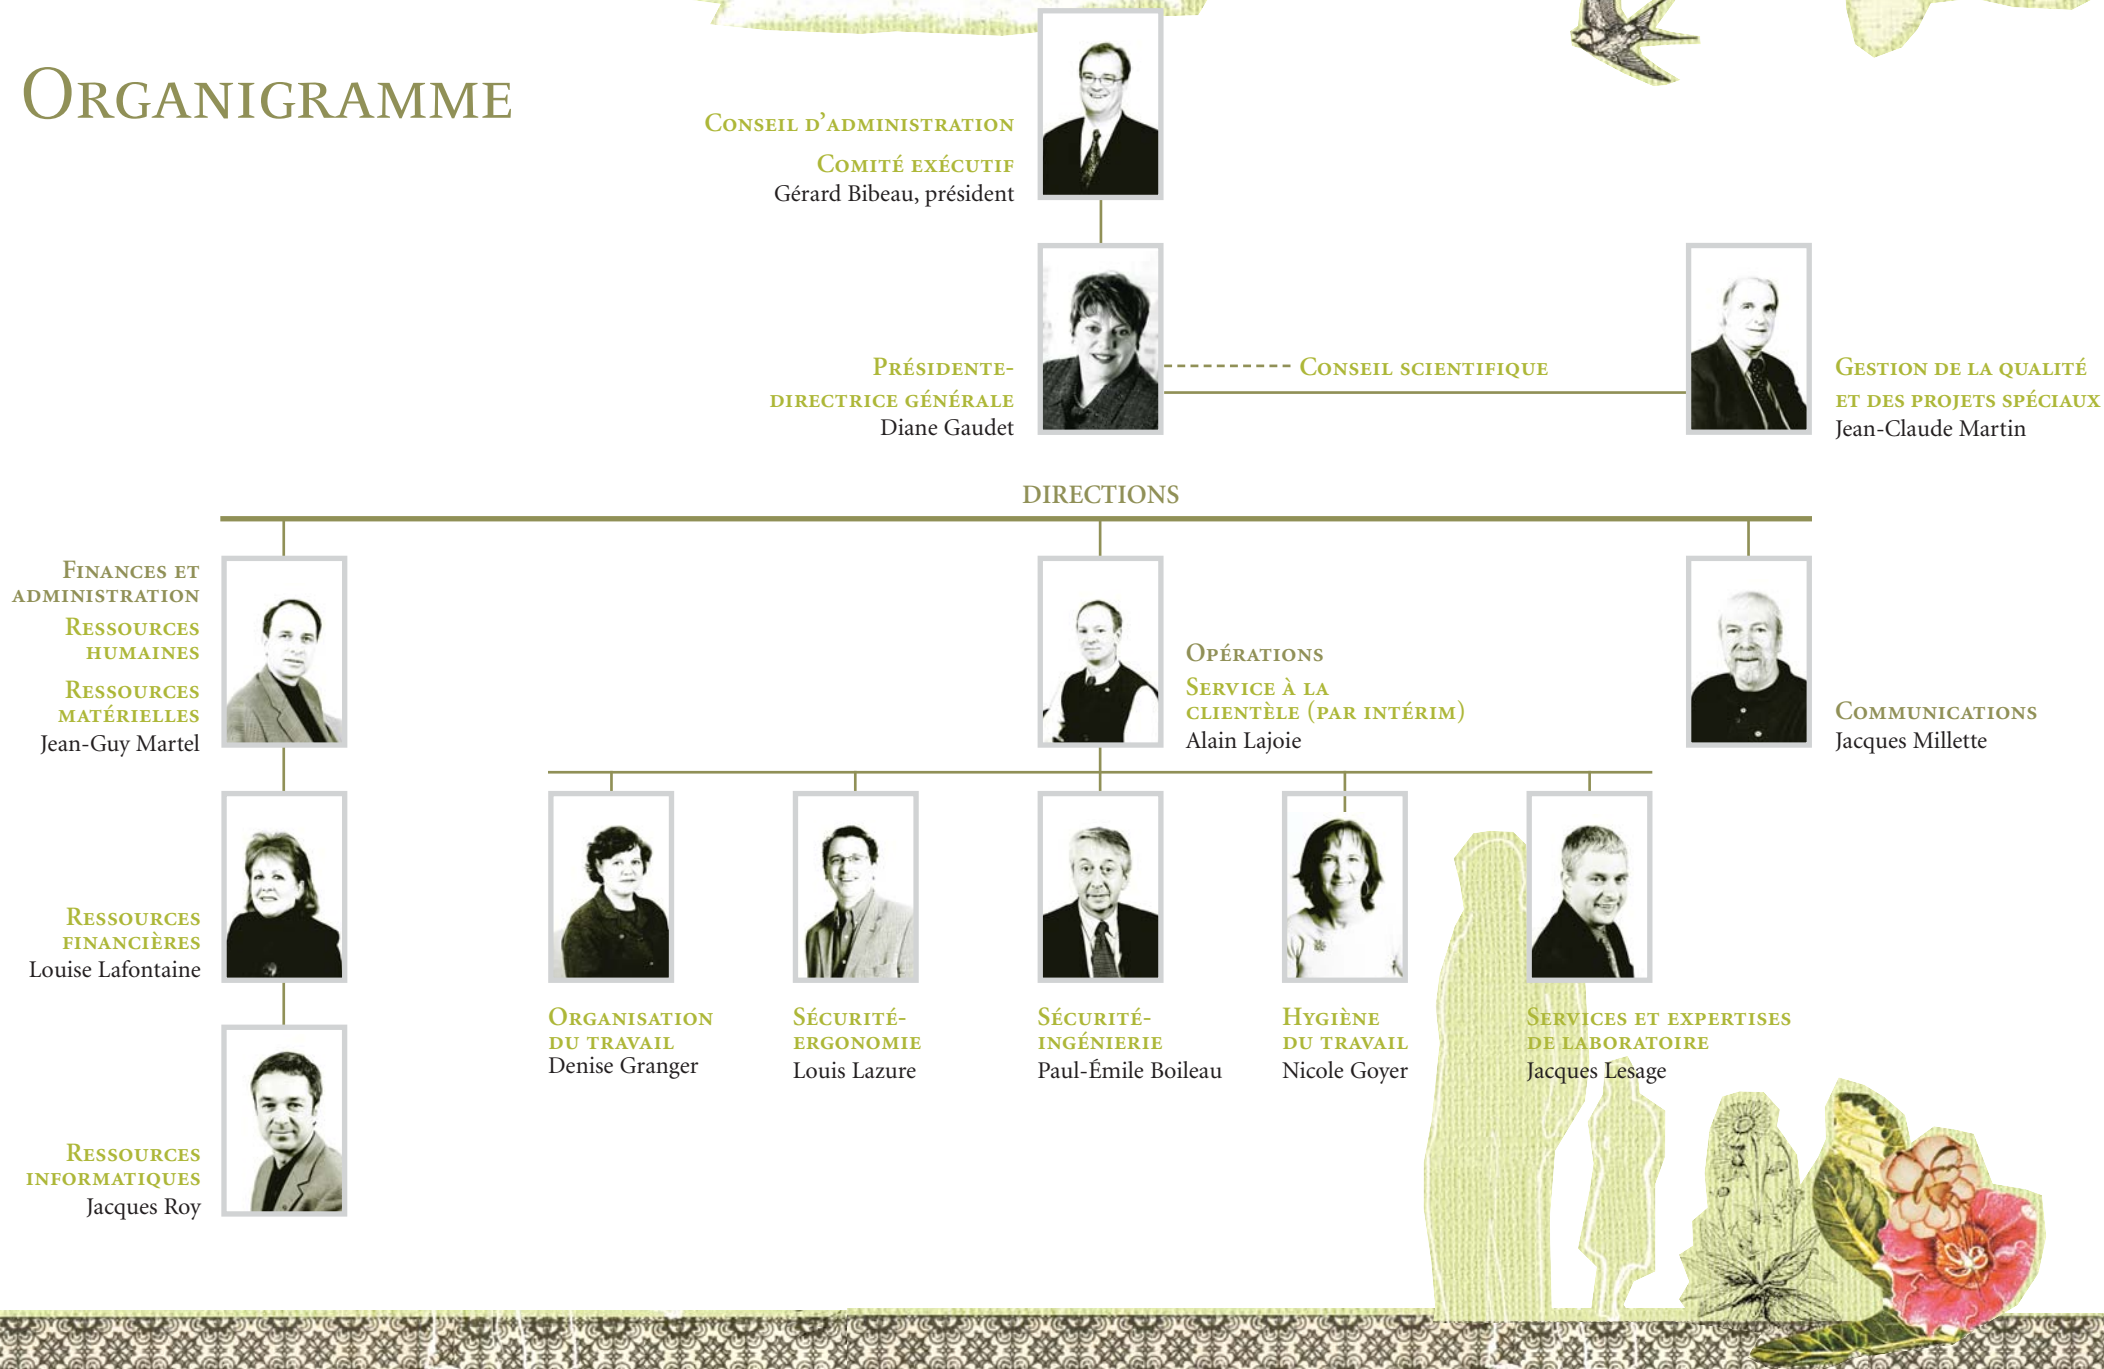 Organigramme
Conseil d'administration
Comité exécutif
Gérard Bibeau, président
Présidente-
directrice générale
Diane Gaudet
Conseil scientifique
Gestion de la qualité
et des projets spéciaux
Jean-Claude Martin
DIRECTIONS
Finances et
administration
Ressources
humaines
Ressources
matérielles
Jean-Guy Martel
Opérations
Service à la
clientèle (par intérim)
Alain Lajoie
Communications
Jacques Millette
Ressources
financières
Louise Lafontaine
Organisation
du travail
Denise Granger
Sécurité-
ergonomie
Louis Lazure
Sécurité-
ingénierie
Paul-Émile Boileau
Hygiène
du travail
Nicole Goyer
Services et expertises
de laboratoire
Jacques Lesage
Ressources
informatiques
Jacques Roy